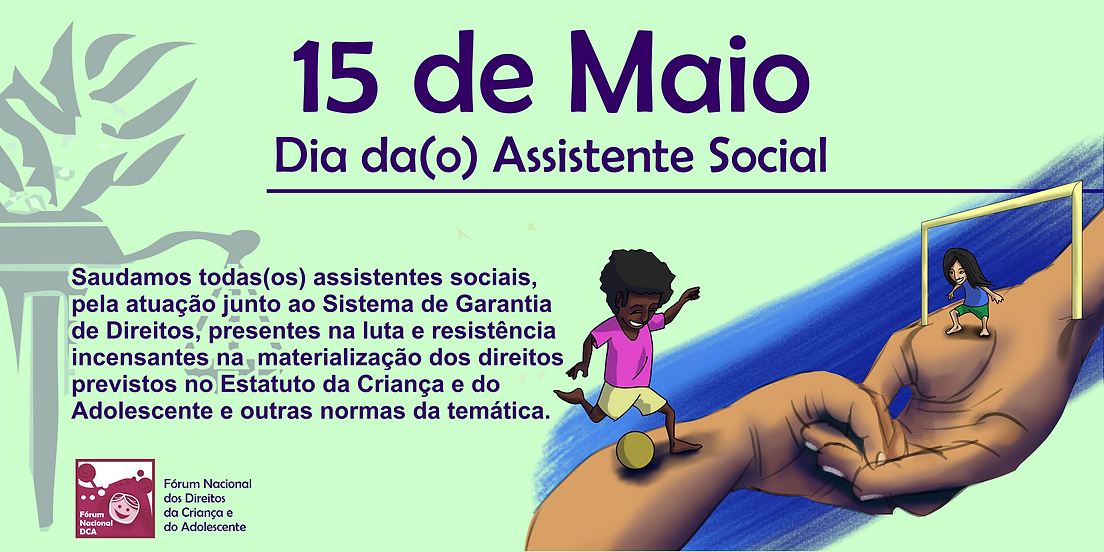 15 de Maio
Dia da(o) Assistente Social
Saudamos todas(os) assistentes sociais,
pela atuação junto ao Sistema de Garantia
de Direitos, presentes na luta e resistência
incensantes na  materialização dos direitos
previstos no Estatuto da Criança e do
Adolescente e outras normas da temática.
Fórum
Nacional
DCA
Fórum Nacional
dos Direitos
da Criança e
do Adolescente